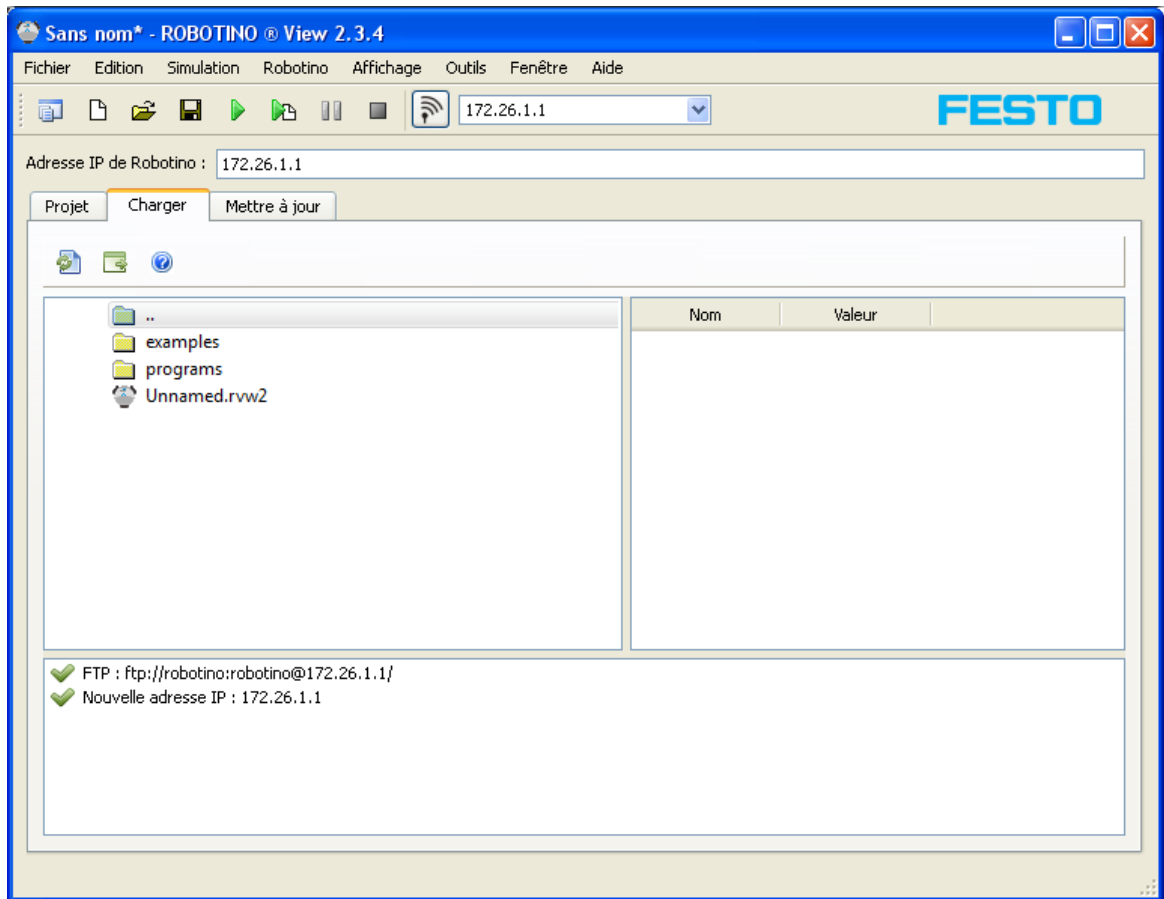 Sans nom* - ROBOTINO ® View 2.3.4
Fichier Edition Simulation Robotino Affichage Outils Fenêtre Aide
172.26.1.1 FESTO
Adresse IP de Robotino : 172.26.1.1
Projet Charger Mettre à jour
..
Nom Valeur
examples
programs
Unnamed.rvw2
FTP : ftp://robotino:robotino@172.26.1.1/
Nouvelle adresse IP : 172.26.1.1